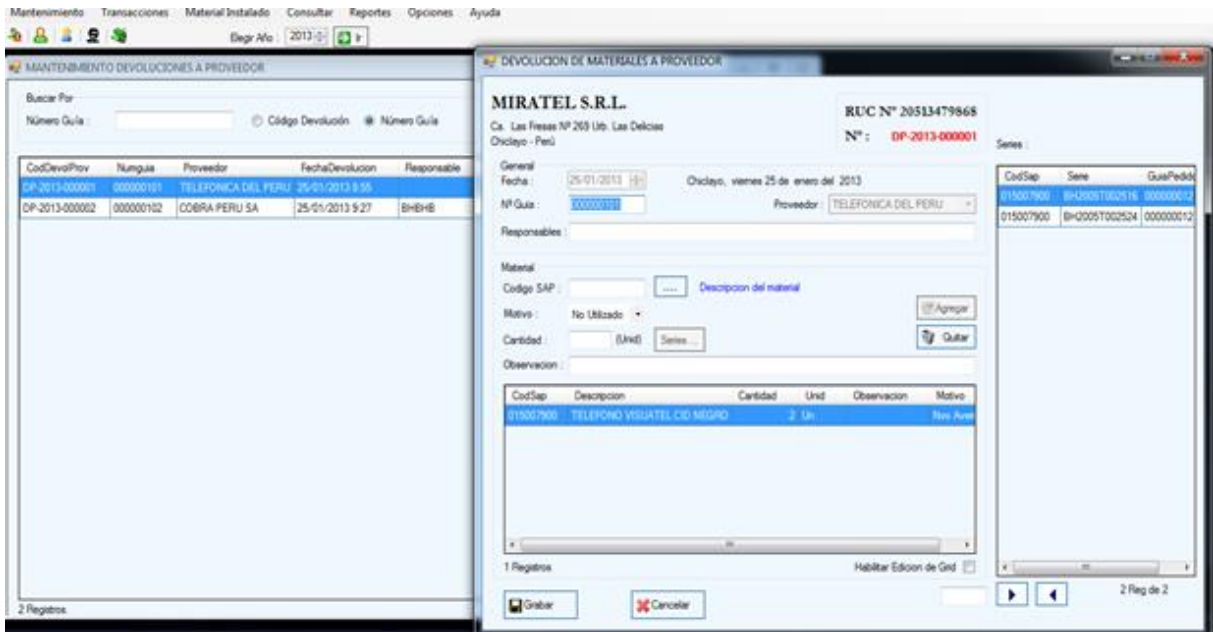 Mantenimiento Transacciones Material Instalado Consultar Reportes Opciones Ayuda
Elegir Año : 2013 Ir
MANTENIMIENTO DEVOLUCIONES A PROVEEDOR
Buscar Por
Número Guía : Código Devolución Número Guía
CodDevolProv Numguia Proveedor FechaDevolucion Responsable
DP-2013-000001 000000101 TELEFONICA DEL PERU 25/01/2013 8:55
DP-2013-000002 000000102 COBRA PERU SA 25/01/2013 9:27 BHBHB
2 Registros
DEVOLUCION DE MATERIALES A PROVEEDOR
MIRATEL S.R.L.
Ca. Las Fresas Nº 269 Urb. Las Delicias
Chiclayo - Perú
RUC Nº 20513479868
Nº : DP-2013-000001
General
Fecha : 25/01/2013 Chiclayo, viernes 25 de enero del 2013
Nº Guia : 000000101 Proveedor : TELEFONICA DEL PERU
Responsables :
Material
Codigo SAP : .... Descripcion del material
Motivo : No Utilizado
Agregar
Cantidad : (Unid) Series ...
Quitar
Observacion :
CodSap Descripcion Cantidad Unid Observacion Motivo
015007900 TELEFONO VISUATEL CID NEGRO 2 Un
1 Registros Habilitar Edicion de Grid
Grabar Cancelar
Series :
CodSap Serie GuiaPedido
015007900 BH2005T002516 000000012
015007900 BH2005T002524 000000012
2 Reg de 2